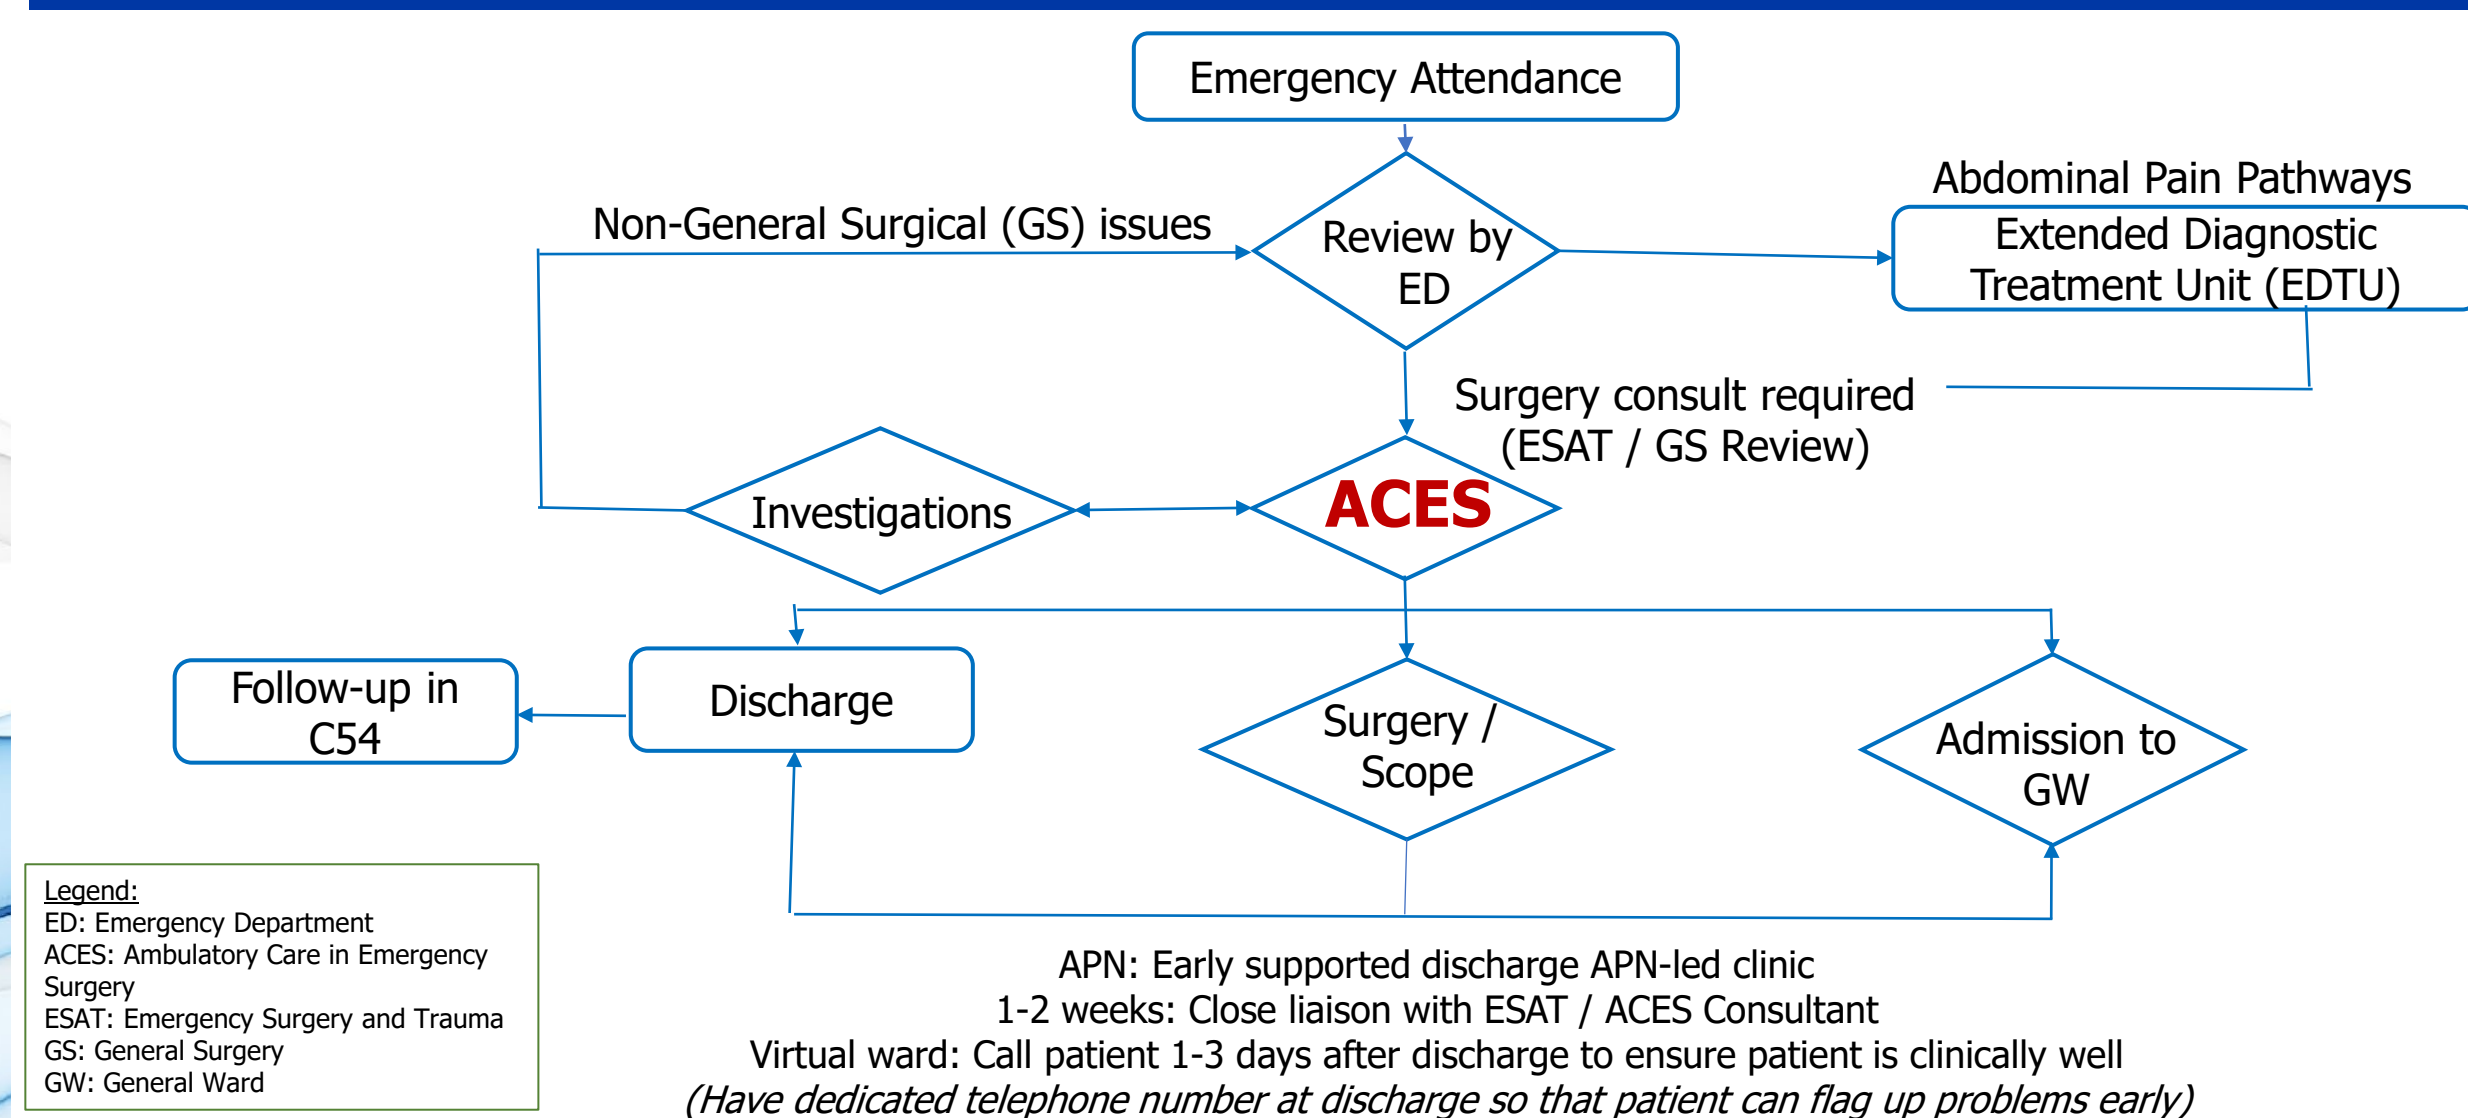 Emergency Attendance
Abdominal Pain Pathways
Non-General Surgical (GS) issues
Review by
ED
Extended Diagnostic
Treatment Unit (EDTU)
Surgery consult required
(ESAT / GS Review)
Investigations
ACES
Follow-up in
C54
Discharge
Surgery /
Scope
Admission to
GW
Legend:
ED: Emergency Department
ACES: Ambulatory Care in Emergency
Surgery
ESAT: Emergency Surgery and Trauma
GS: General Surgery
GW: General Ward
APN: Early supported discharge APN-led clinic
1-2 weeks: Close liaison with ESAT / ACES Consultant
Virtual ward: Call patient 1-3 days after discharge to ensure patient is clinically well
(Have dedicated telephone number at discharge so that patient can flag up problems early)